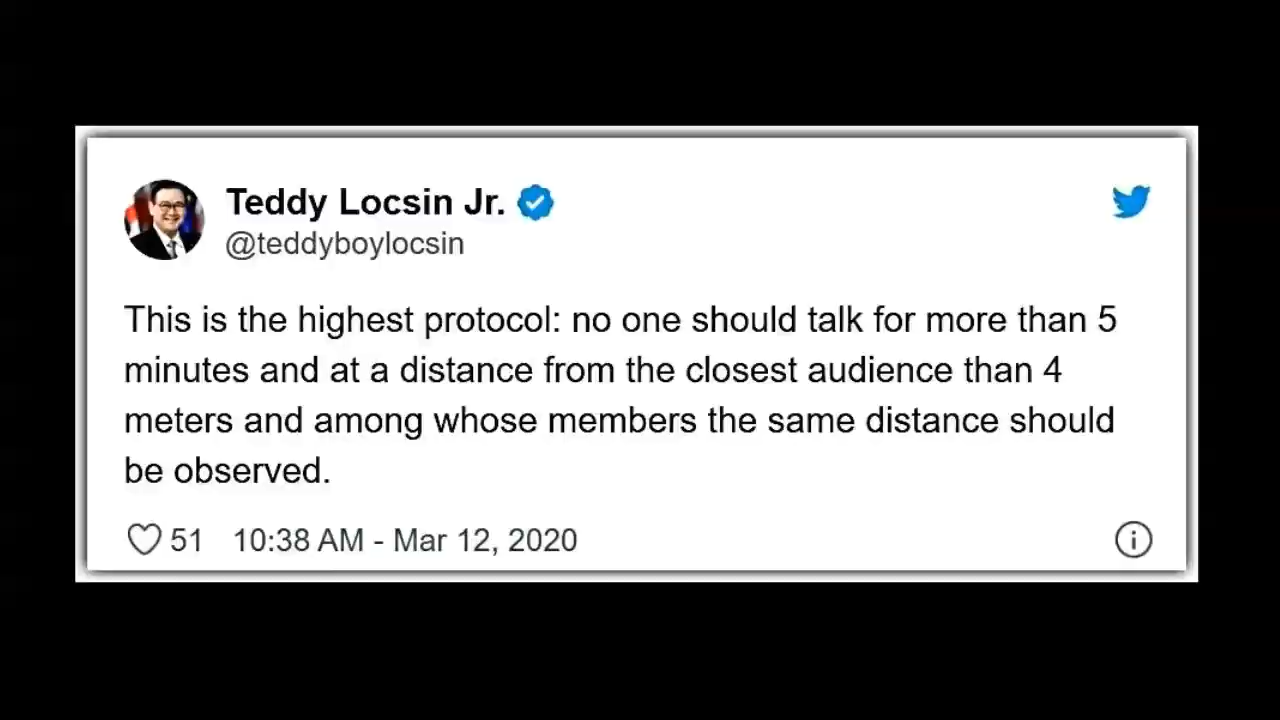 Teddy Locsin Jr.
@teddyboylocsin
This is the highest protocol: no one should talk for more than 5
minutes and at a distance from the closest audience than 4
meters and among whose members the same distance should
be observed.
51 10:38 AM - Mar 12, 2020